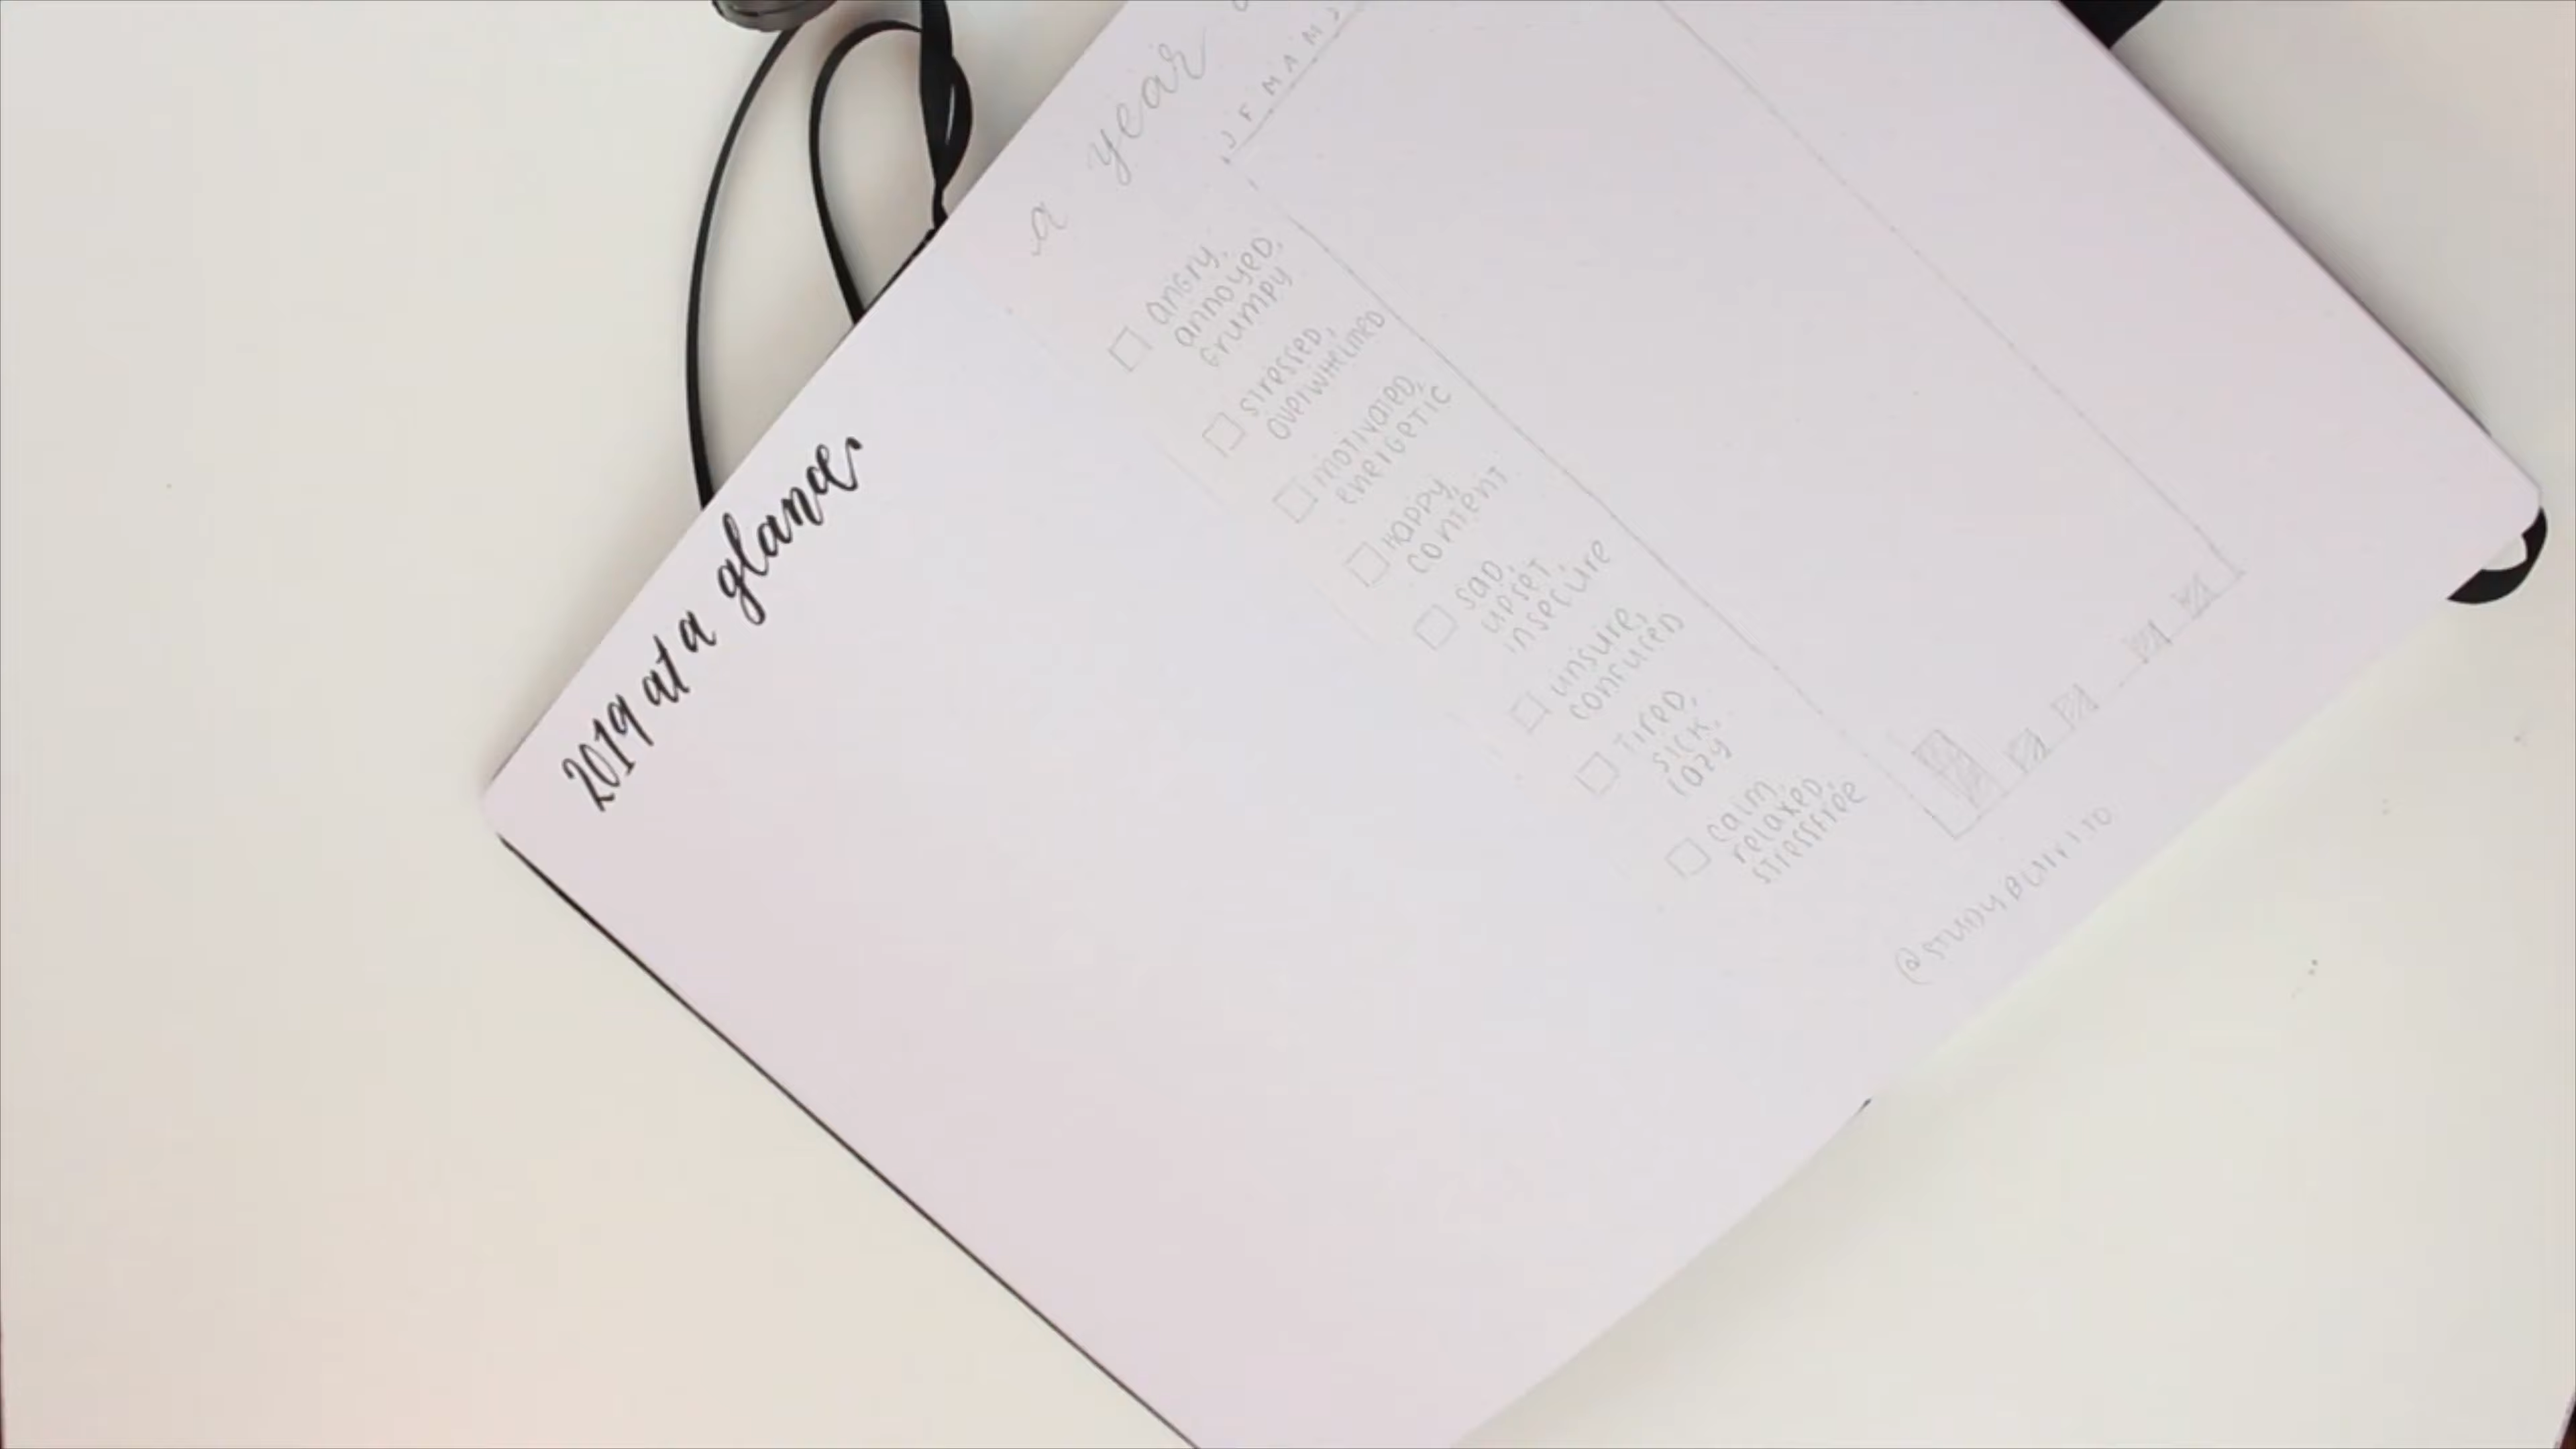 2019 at a glance
a year
J F M A M J
angry,
annoyed,
grumpy
stressed,
overwhelmed
motivated,
energetic
happy,
content
sad,
upset,
insecure
unsure,
confused
tired,
sick,
lazy
calm,
relaxed,
stressfree